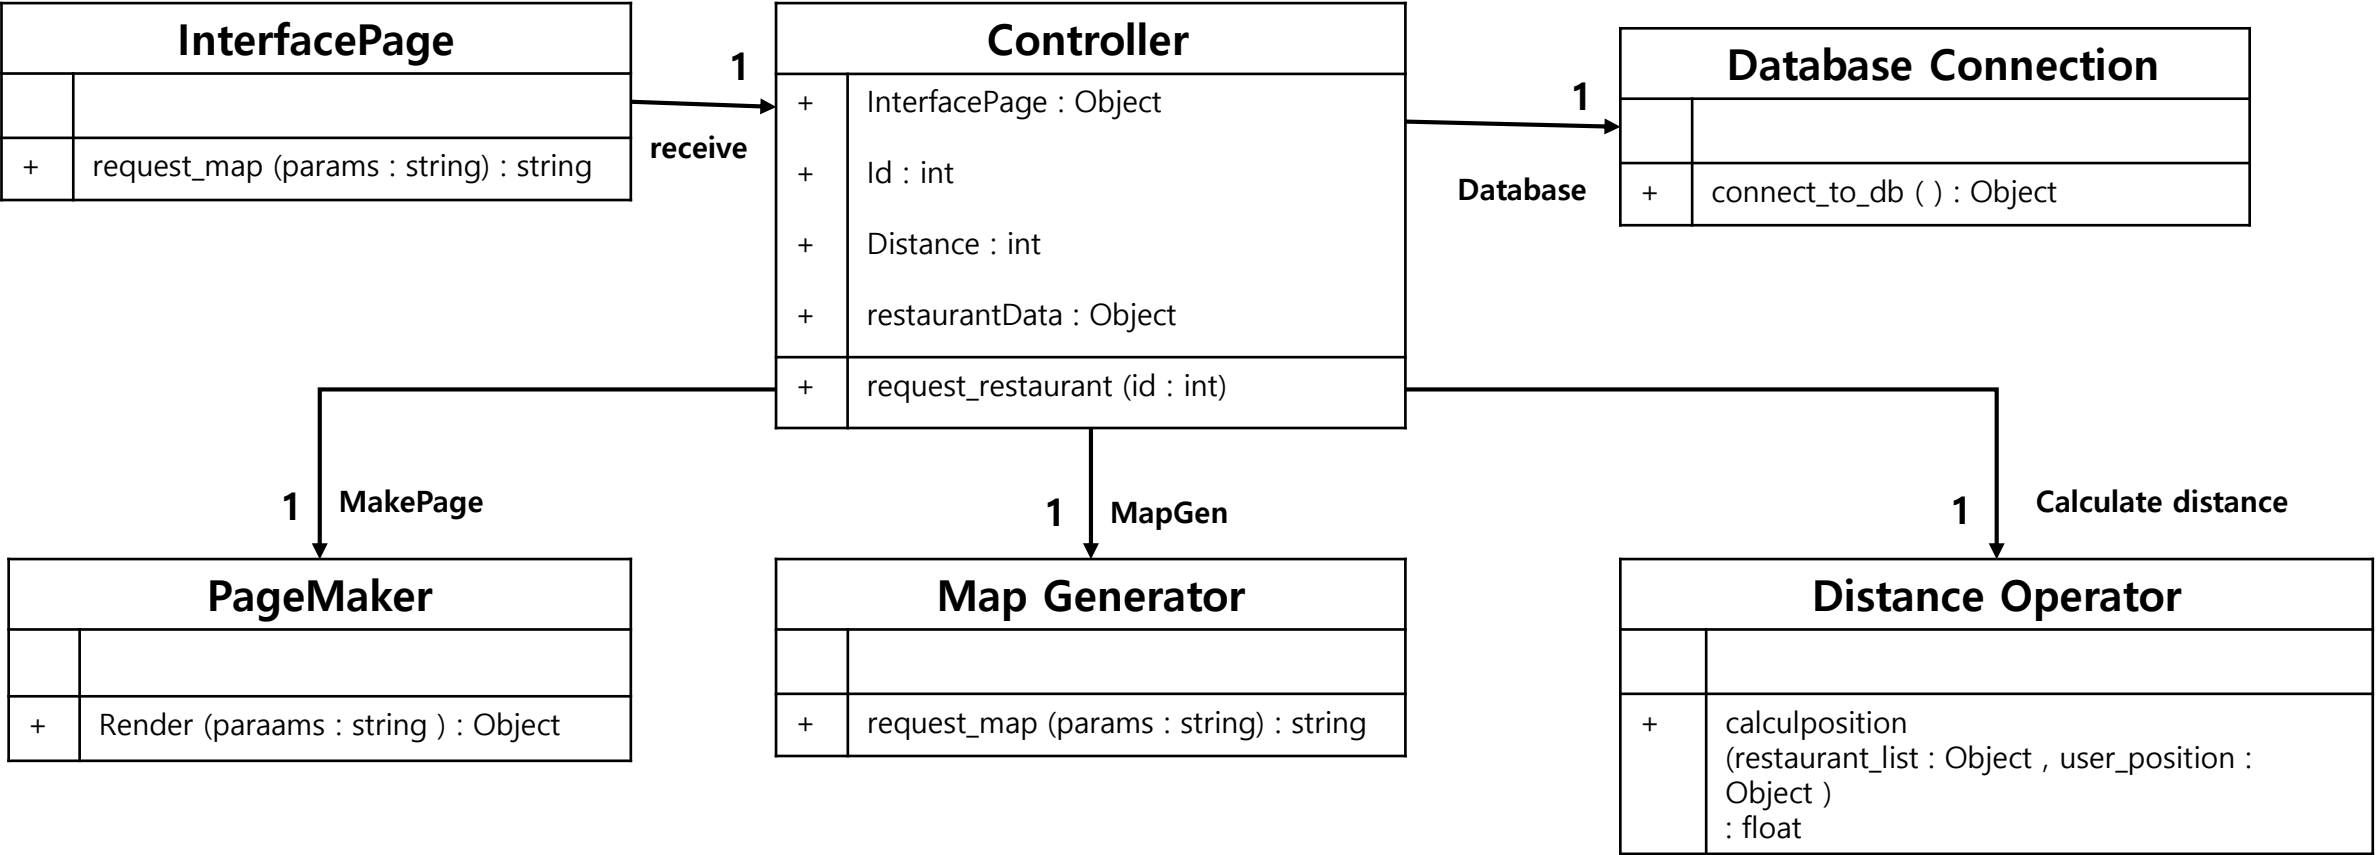 InterfacePage
+ request_map (params : string) : string
1
receive
Controller
+ InterfacePage : Object
+ Id : int
+ Distance : int
+ restaurantData : Object
+ request_restaurant (id : int)
1
Database
Database Connection
+ connect_to_db ( ) : Object
1 MakePage
1 MapGen
1 Calculate distance
PageMaker
+ Render (paraams : string ) : Object
Map Generator
+ request_map (params : string) : string
Distance Operator
+ calculposition
(restaurant_list : Object , user_position :
Object )
: float